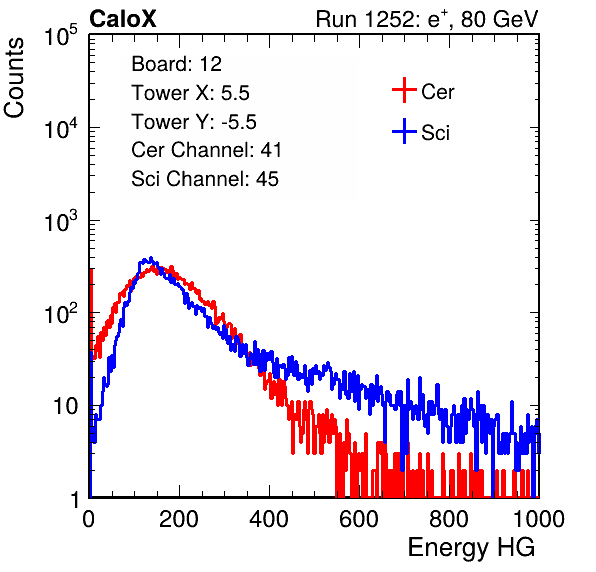 CaloX Run 1252: e⁺, 80 GeV
Counts
10⁵
10⁴
10³
10²
10
1
Board: 12
Tower X: 5.5
Tower Y: -5.5
Cer Channel: 41
Sci Channel: 45
Cer
Sci
0 200 400 600 800 1000
Energy HG